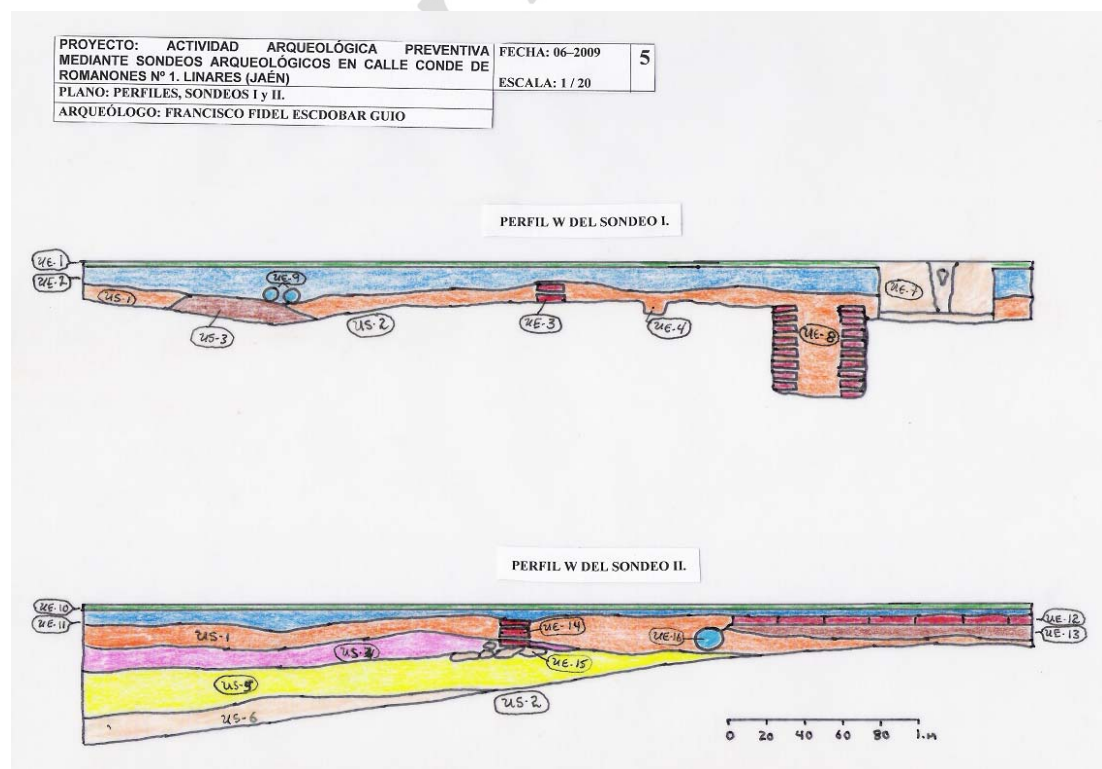 PROYECTO: ACTIVIDAD ARQUEOLÓGICA PREVENTIVA
MEDIANTE SONDEOS ARQUEOLÓGICOS EN CALLE CONDE DE
ROMANONES Nº 1. LINARES (JAÉN)
FECHA: 06–2009
ESCALA: 1 / 20
5
PLANO: PERFILES, SONDEOS I y II.
ARQUEÓLOGO: FRANCISCO FIDEL ESCDOBAR GUIO
PERFIL W DEL SONDEO I.
UE-1
UE-2
UE-9
UE-7
US-1
US-3
US-2
UE-3
UE-4
UE-8
PERFIL W DEL SONDEO II.
UE-10
UE-11
US-1
UE-14
UE-16
UE-12
UE-13
UE-15
US-5
US-2
US-6
0 20 40 60 80 1.m